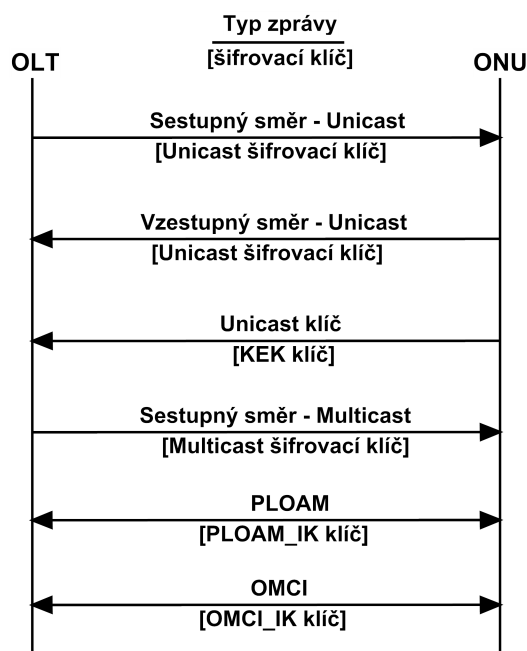 Typ zprávy
[šifrovací klíč]
OLT
ONU
Sestupný směr - Unicast
[Unicast šifrovací klíč]
Vzestupný směr - Unicast
[Unicast šifrovací klíč]
Unicast klíč
[KEK klíč]
Sestupný směr - Multicast
[Multicast šifrovací klíč]
PLOAM
[PLOAM_IK klíč]
OMCI
[OMCI_IK klíč]